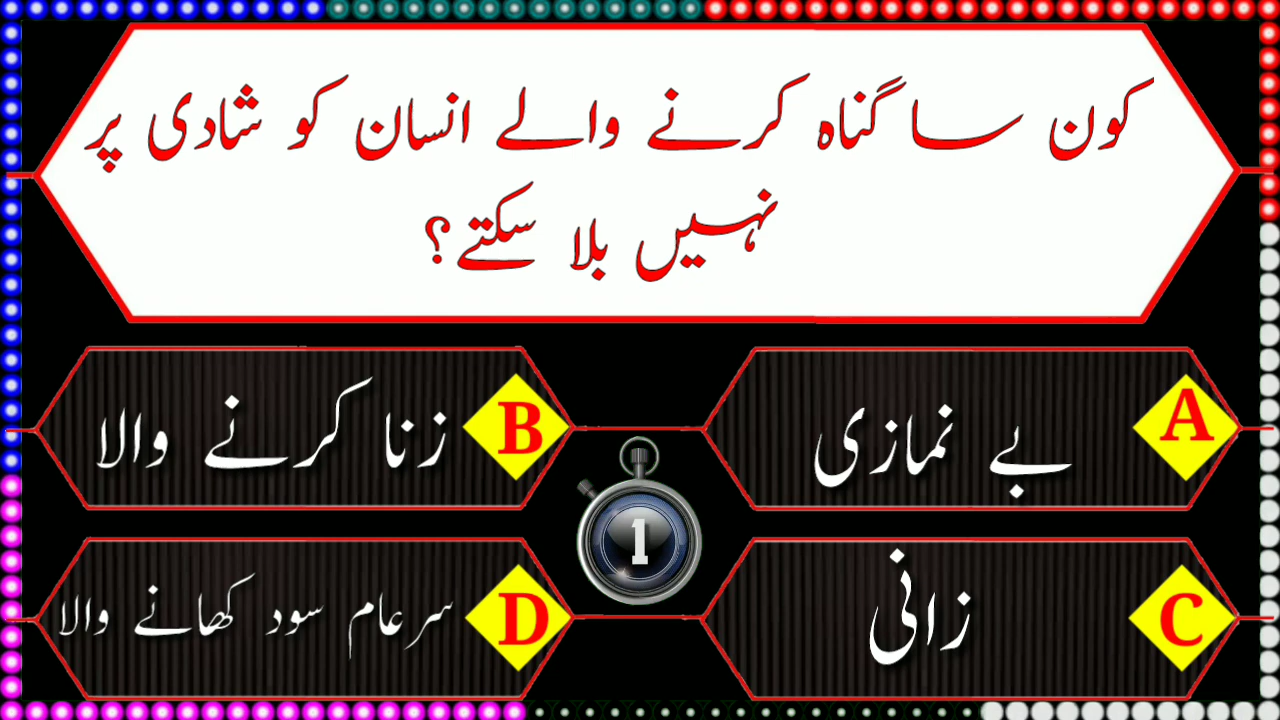 کون سا گناہ کرنے والے انسان کو شادی پر
نہیں بلا سکتے؟
A بے نمازی
B زنا کرنے والا
1
C زانی
D سرعام سود کھانے والا